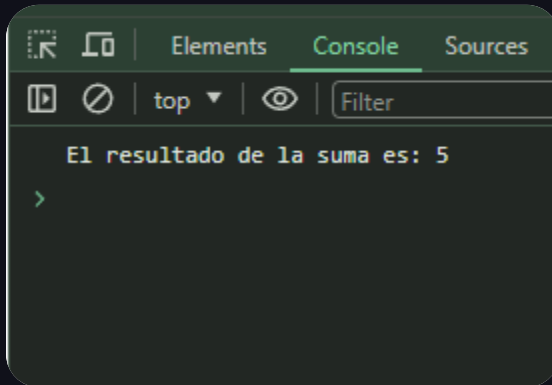 Elements Console Sources
top Filter
El resultado de la suma es: 5
>